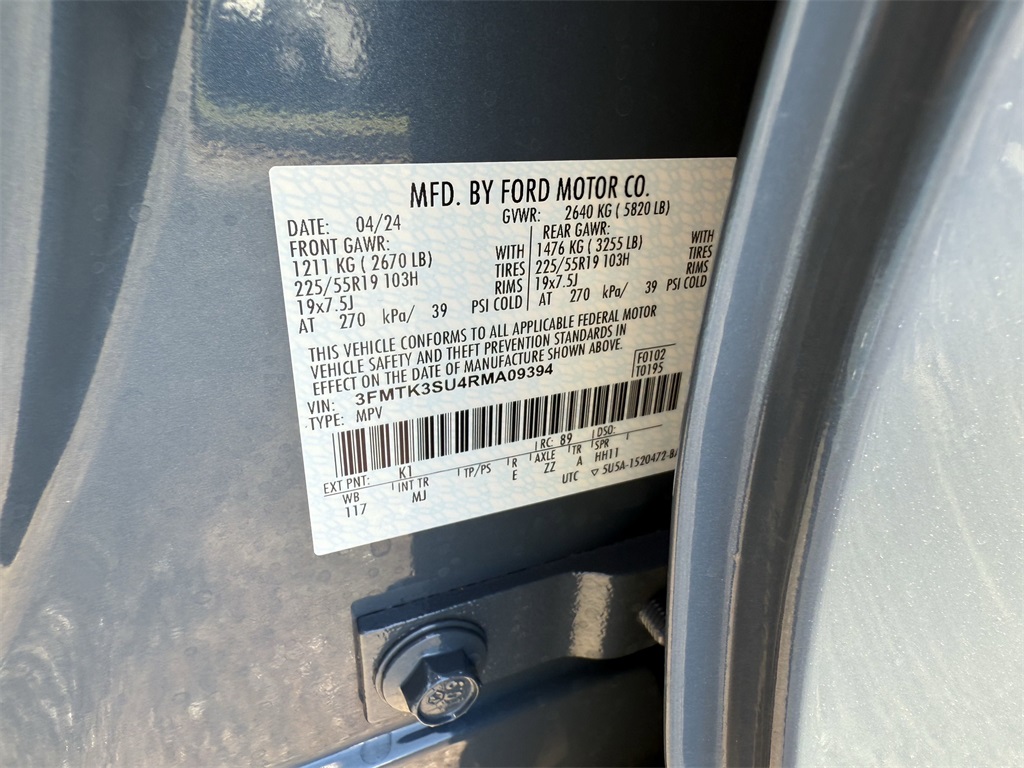 MFD. BY FORD MOTOR CO.
DATE: 04/24 GVWR: 2640 KG ( 5820 LB)
FRONT GAWR: REAR GAWR:
1211 KG ( 2670 LB) WITH 1476 KG ( 3255 LB) WITH
225/55R19 103H TIRES 225/55R19 103H TIRES
19x7.5J RIMS 19x7.5J RIMS
AT 270 kPa/ 39 PSI COLD AT 270 kPa/ 39 PSI COLD
THIS VEHICLE CONFORMS TO ALL APPLICABLE FEDERAL MOTOR
VEHICLE SAFETY AND THEFT PREVENTION STANDARDS IN
EFFECT ON THE DATE OF MANUFACTURE SHOWN ABOVE.
F0102
T0195
VIN: 3FMTK3SU4RMA09394
TYPE: MPV
EXT PNT: K1 RC: 89 DSO:
WB INT TR TP/PS R AXLE TR SPR
117 MJ E ZZ A HH11
UTC ▽ 5U5A-1520472-BA